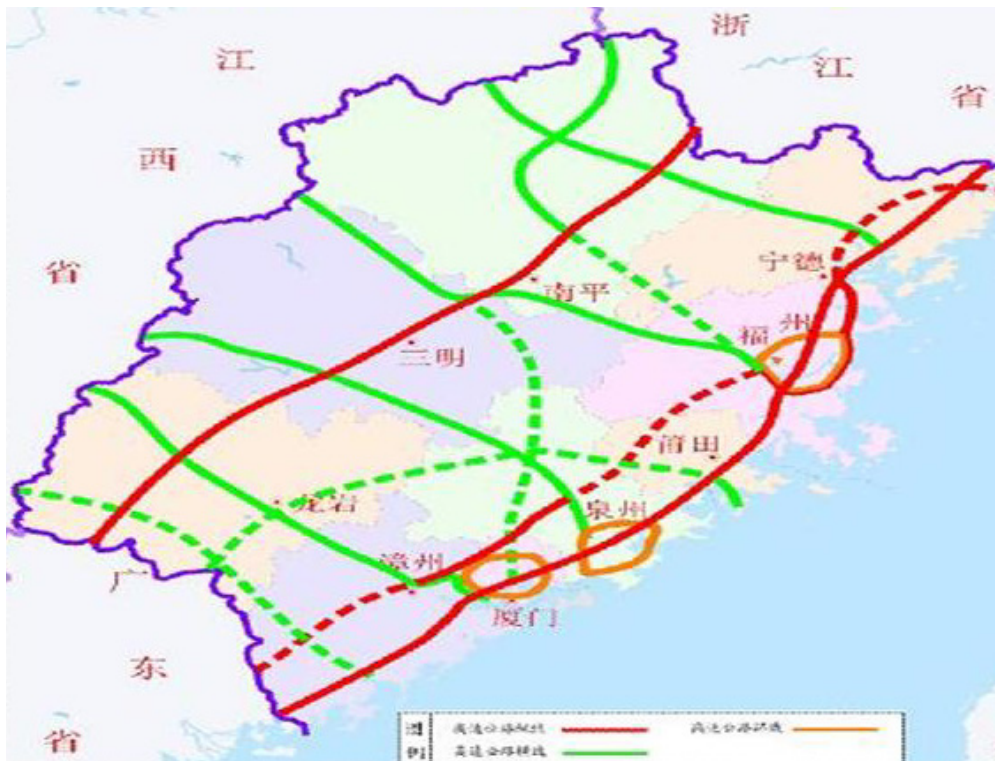 浙
江
省
江
西
省
宁德
南平
福州
三明
莆田
龙岩
泉州
漳州
厦门
广
东
省
图例
高速公路纵线
高速公路环线
高速公路横线